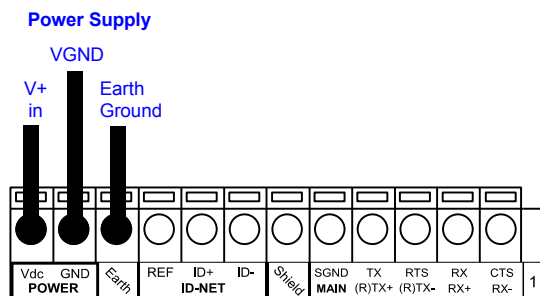 Power Supply
VGND
V+
in
Earth
Ground
Vdc GND Earth REF ID+ ID- Shield SGND TX RTS RX CTS 1
POWER ID-NET MAIN (R)TX+ (R)TX- RX+ RX-